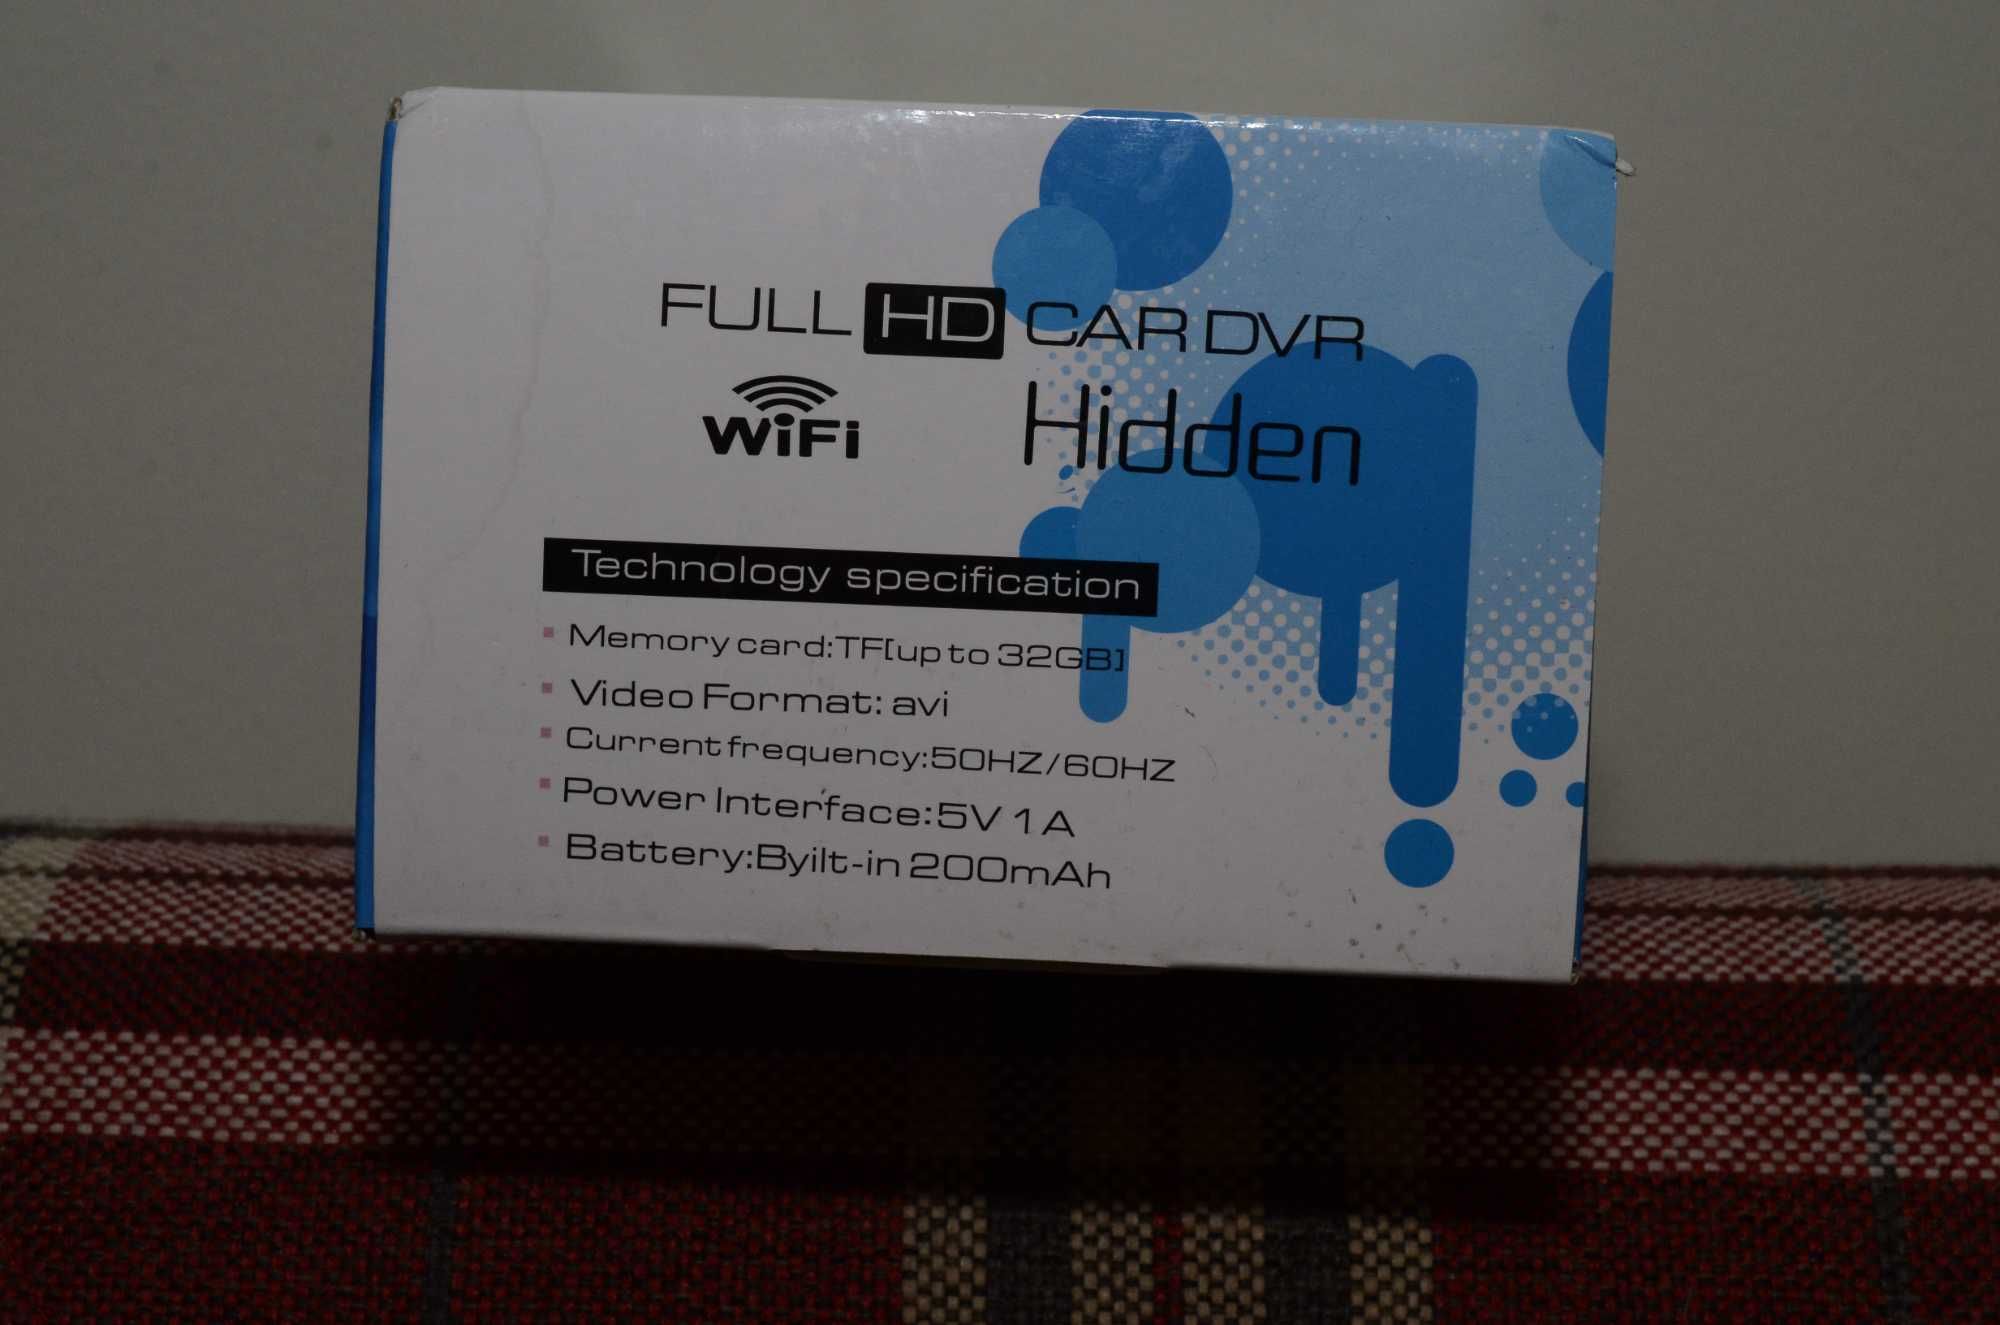 FULL HD CAR DVR
WiFi Hidden
Technology specification
Memory card:TF[up to 32GB]
Video Format: avi
Current frequency:50HZ/60HZ
Power Interface:5V 1A
Battery:Byilt-in 200mAh